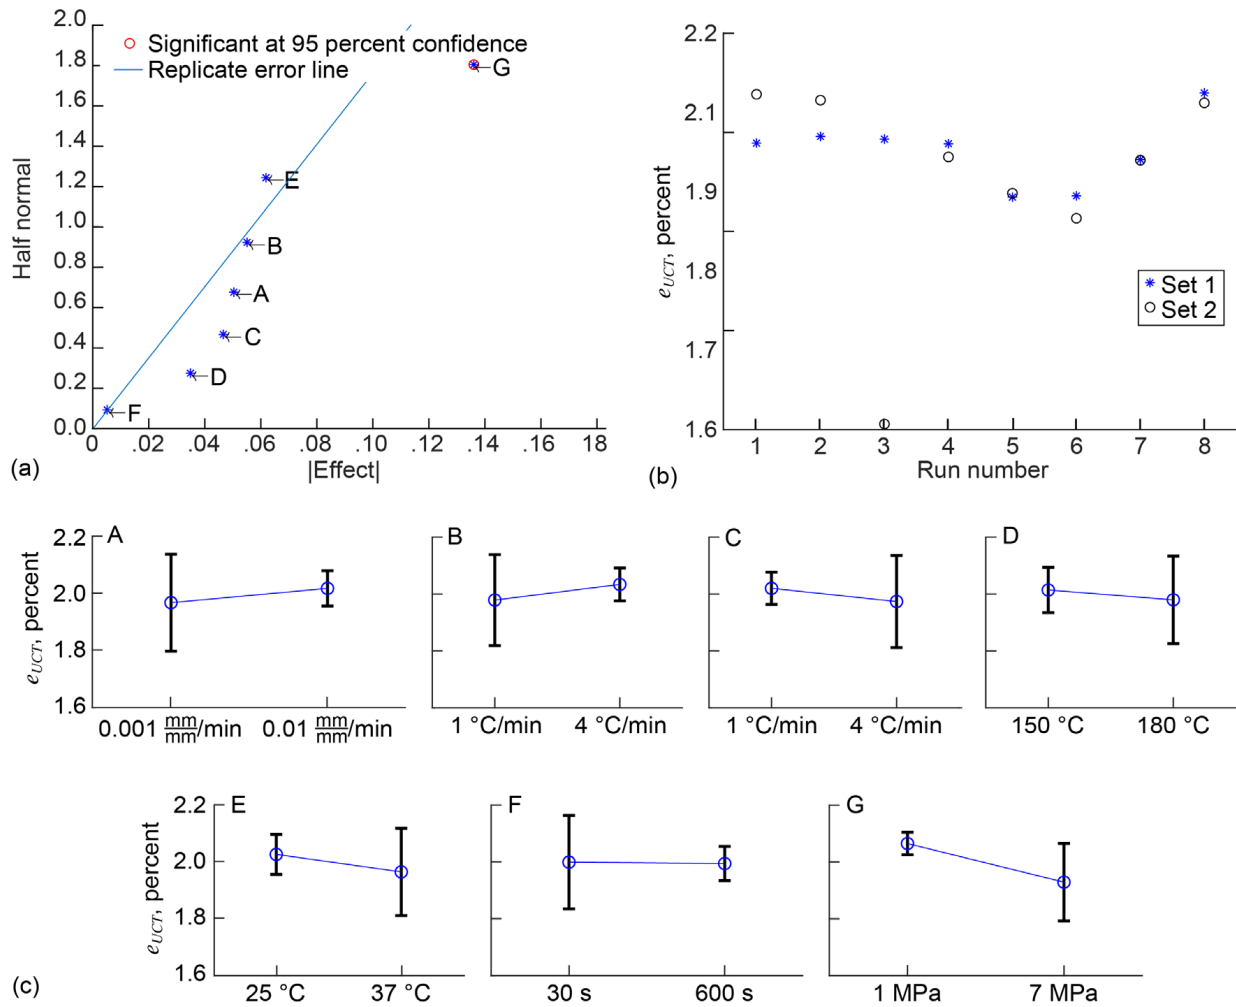 2.0
Significant at 95 percent confidence
1.8
Replicate error line
G
1.6
1.4
1.2
E
1.0
B
0.8
A
0.6
C
0.4
D
0.2
F
0.0
0 .02 .04 .06 .08 .10 .12 .14 .16 .18
Half normal
|Effect|
(a)
2.2
2.1
1.9
1.8
1.7
1.6
e_UCT, percent
Set 1
Set 2
1 2 3 4 5 6 7 8
Run number
(b)
A
2.2
2.0
1.8
1.6
e_UCT, percent
0.001 mm/mm/min 0.01 mm/mm/min
B
1 °C/min 4 °C/min
C
1 °C/min 4 °C/min
D
150 °C 180 °C
E
2.2
2.0
1.8
1.6
e_UCT, percent
25 °C 37 °C
F
30 s 600 s
G
1 MPa 7 MPa
(c)